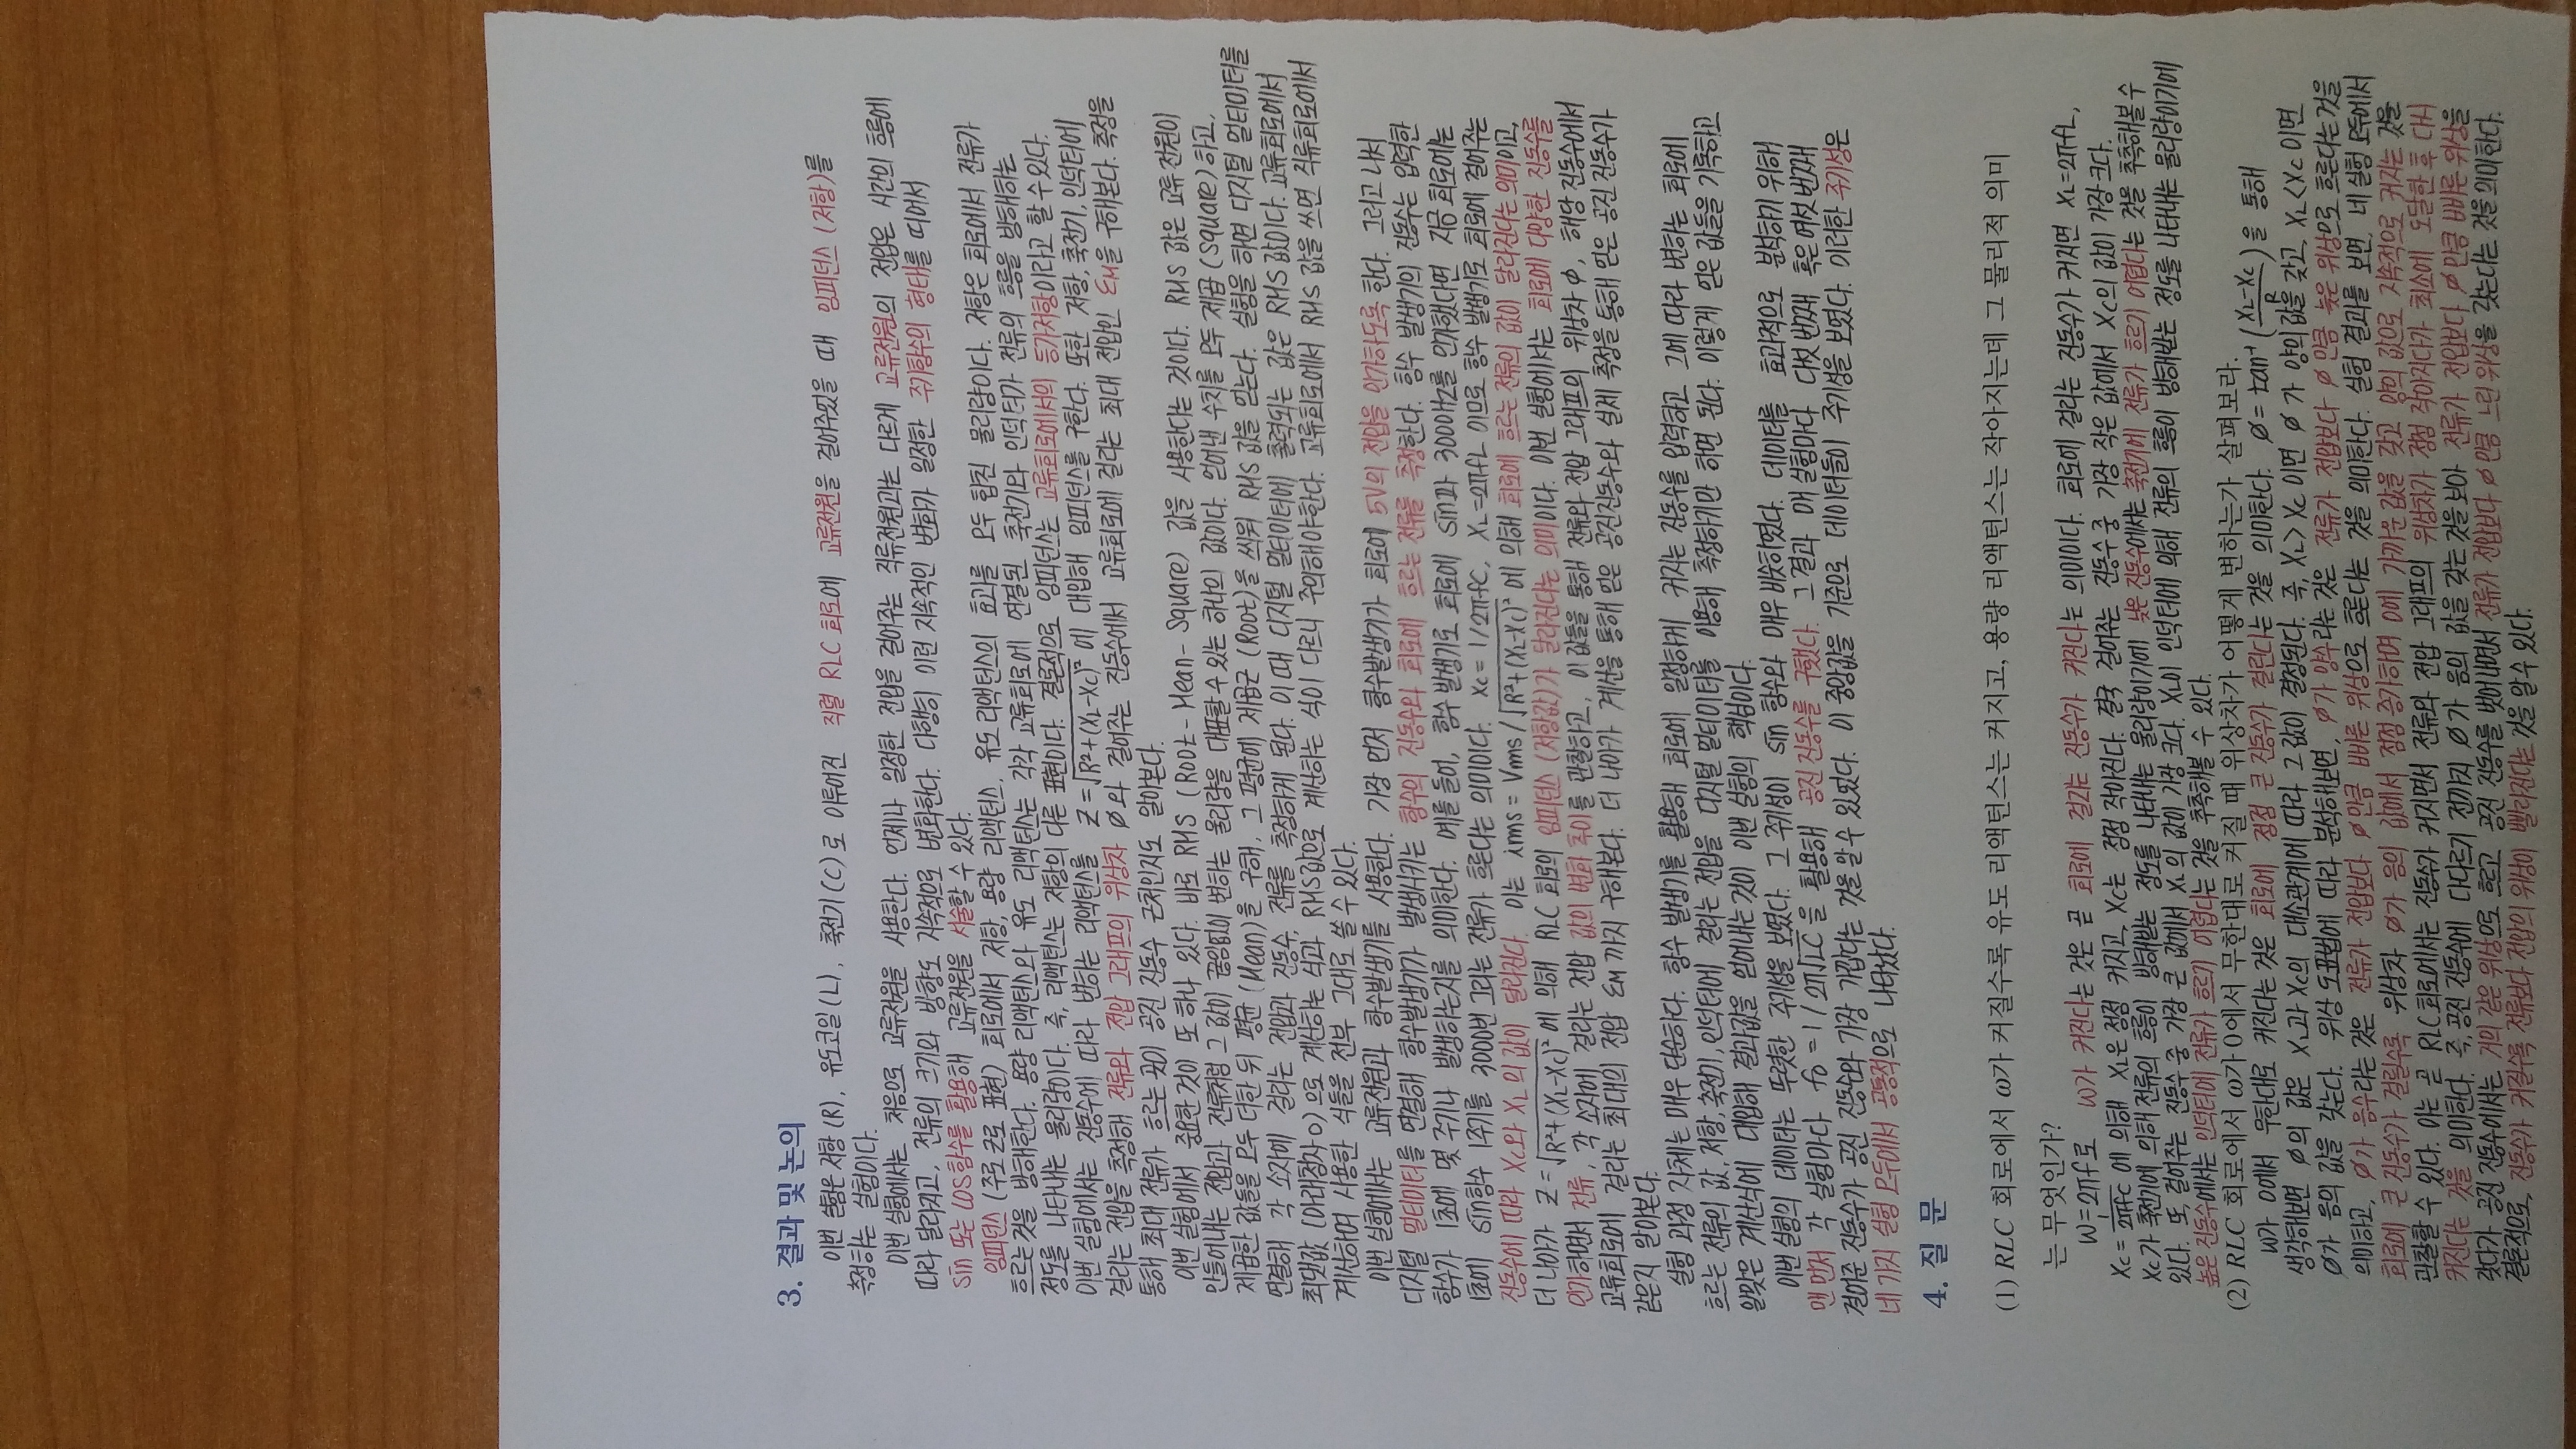 3. 결과 및 논의
이번 실험은 저항 (R), 유도코일 (L), 축전기 (C) 로 이루어진 직렬 RLC 회로에 교류전원을 걸어주었을 때 임피던스 (저항)를
측정하는 실험이다.
이번 실험에서는 처음으로 교류전원을 사용한다. 언제나 일정한 전압을 걸어주는 직류전원과는 다르게 교류전원의 전압은 시간의 흐름에
따라 달라지고, 전류의 크기와 방향도 지속적으로 변화한다. 다행히 이런 지속적인 변화가 일정한 주기함수의 형태를 띠어서
sin 또는 cos함수를 활용해 교류전원을 서술할 수 있다.
임피던스 (주로 Z로 표현) 회로에서 저항, 용량 리액턴스, 유도 리액턴스의 효과를 모두 합친 물리량이다. 저항은 회로에서 전류가
흐르는것을 방해한다. 용량 리액턴스와 유도 리액턴스는 각각 교류회로에 연결된 축전기와 인덕터가 전류의 흐름을 방해하는
정도를 나타내는 물리량이다. 즉, 리액턴스는 저항의 다른 표현이다. 결론적으로 임피던스는 교류회로에서의 등가저항이라고 할 수 있다.
이번 실험에서는 진동수에 따라 변하는 리액턴스를 Z=√R²+(XL-XC)² 에 대입해 임피던스를 구한다. 또한 저항, 축전기, 인덕터에
걸리는 전압을 측정해 전류와 전압 그래프의 위상차 ø와 걸어주는 진동수에서 교류회로에 걸리는 최대 전압인 εM을 구해본다. 측정을
통해 최대 전류가 흐르는 곳이 공진 진동수 근처인지도 알아본다.
이번 실험에서 중요한 것이 또 하나 있다. 바로 RMS (Root-Mean-Square) 값을 사용한다는 것이다. RMS 값은 교류 전원이
만들어내는 전압과 전류처럼 그 값이 끊임없이 변하는 물리량을 대표할 수 있는 하나의 값이다. 얻어낸 수치를 모두 제곱 (square) 하고,
제곱한 값들을 모두 더한 뒤 평균 (Mean)을 구해, 그 평균에 제곱근 (Root)을 씌워 RMS 값을 얻는다. 실험을 하면 디지털 멀티미터를
연결해 각 소자에 걸리는 전압과 진동수, 전류를 측정하게 된다. 이 때 디지털 멀티미터에 출력되는 값은 RMS 값이다. 교류회로에서
최댓값 (아래첨자 0) 으로 계산하는 식과 RMS값으로 계산하는 식이 다르니 주의해야한다. 교류회로에서 RMS 값을 쓰면 직류회로에서
계산하며 사용한 식들을 전부 그대로 쓸 수 있다.
이번 실험에서는 교류전원과 함수발생기를 사용한다. 가장 먼저 함수발생기가 회로에 5V의 전압을 인가하도록 한다. 그러고 나서
디지털 멀티미터를 연결해 함수발생기가 발생시키는 함수의 진동수와 회로에 흐르는 전류를 측정한다. 함수 발생기의 진동수는 입력한
함수가 1초에 몇 주기나 발생하는지를 의미한다. 예를 들어, 함수 발생기로 회로에 sin과 3000Hz를 인가했다면 지금 회로에는
1초에 sin함수 1주기를 3000번 그리는 전류가 흐른다는 의미이다. XC=1/2πfC, XL=2πfL 이므로 함수 발생기로 회로에 걸어주는
진동수에 따라 XC와 XL 의 값이 달라진다. 이는 irms = Vrms/√R²+(XL-XC)² 에 의해 회로에 흐르는 전류의 값이 달라진다는 의미이고,
더 나아가 Z=√R²+(XL-XC)² 에 의해 RLC 회로의 임피던스 (저항값)가 달라진다는 의미이다. 이번 실험에서는 회로에 다양한 진동수를
인가하면서 전류, 각 소자에 걸리는 전압 값의 변화 추이를 관찰하고, 이 값들을 통해 전류와 전압 그래프의 위상차 ø, 해당 진동수에서
교류회로에 걸리는 최대의 전압 εM 까지 구해본다. 더 나아가 계산을 통해 얻은 공진진동수와 실제 측정을 통해 얻은 공진 진동수가
같은지 알아본다.
실험 과정 자체는 매우 단순하다. 함수 발생기를 활용해 회로에 일정하게 커지는 진동수를 입력하고 그에 따라 변하는 회로에
흐르는 전류의 값, 저항, 축전기, 인덕터에 걸리는 전압을 디지털 멀티미터를 이용해 측정하기만 하면 된다. 이렇게 얻은 값들을 기록하고
알맞은 계산식에 대입해 결과값을 얻어내는 것이 이번 실험의 핵심이다.
이번 실험의 데이터는 뚜렷한 주기성을 보였다. 그 주기성이 sin 함수와 매우 비슷하였다. 데이터를 효과적으로 분석하기 위해
맨 먼저 각 실험마다 fo=1/2π√LC 을 활용해 공진 진동수를 구했다. 그 결과 매 실험마다 다섯 번째 혹은 여섯 번째
걸어준 진동수가 공진 진동수와 가장 가깝다는 것을 알 수 있었다. 이 중앙값을 기준으로 데이터들이 주기성을 보였다. 이러한 주기성은
네 가지 실험 모두에서 공통적으로 나타났다.
4. 질 문
(1) RLC 회로에서 ω가 커질수록 유도 리액턴스는 커지고, 용량 리액턴스는 작아지는데 그 물리적 의미
는 무엇인가?
ω=2πf로 ω가 커진다는 것은 곧 회로에 걸리는 진동수가 커진다는 의미이다. 회로에 걸리는 진동수가 커지면 XL=2πfL,
XC=1/2πfC 에 의해 XL은 점점 커지고, XC는 점점 작아진다. 결국 걸어주는 진동수 중 가장 작은 값에서 XC의 값이 가장 크다.
XC가 축전기에 의해 전류의 흐름이 방해받는 정도를 나타내는 물리량이기에 낮은 진동수에서는 축전기에 전류가 흐르기 어렵다는 것을 추측해볼 수
있다. 또, 걸어주는 진동수 중 가장 큰 값에서 XL의 값이 가장 크다. XL이 인덕터에 의해 전류의 흐름이 방해받는 정도를 나타내는 물리량이기에
높은 진동수에서는 인덕터에 전류가 흐르기 어렵다는 것을 추측해볼 수 있다.
(2) RLC 회로에서 ω가 0에서 무한대로 커질 때 위상차가 어떻게 변하는가 살펴보라.
ω가 0에서 무한대로 커진다는 것은 회로에 점점 큰 진동수가 걸린다는 것을 의미한다. ø=tan⁻¹(XL-XC/R)을 통해
생각해보면 ø의 값은 XL과 XC의 대소관계에 따라 그 값이 결정된다. 즉, XL>XC 이면 ø가 양의 값을 갖고, XL<XC 이면
ø가 음의 값을 갖는다. 위상 도표법에 따라 분석해보면, ø가 양수라는 것은 전류가 전압보다 ø만큼 늦은 위상으로 흐른다는 것을
의미하고, ø가 음수라는 것은 전류가 전압보다 ø만큼 빠른 위상으로 흐른다는 것을 의미한다. 실험 결과를 보면, 네 실험 모두에서
회로에 큰 진동수가 걸릴수록 위상차 ø가 음의 값에서 점점 증가하며 0에 가까운 값을 갖고 양의 값으로 지속적으로 커지는 것을
관찰할 수 있다. 이는 곧 RLC회로에서는 진동수가 커지면서 전류와 전압 그래프의 위상차가 점점 작아지다가 최소에 도달한 후 다시
커진다는 것을 의미한다. 즉, 공진 진동수에 다다르기 전까지 ø가 음의 값을 갖는 것을 보아 전류가 전압보다 ø만큼 빠른 위상을
갖다가 공진 진동수에서는 거의 같은 위상으로 흐르고 공진 진동수를 벗어나면서 전류가 전압보다 ø만큼 느린 위상을 갖는다는 것을 의미한다.
결론적으로, 진동수가 커질수록 전류보다 전압의 위상이 빨라진다는 것을 알 수 있다.